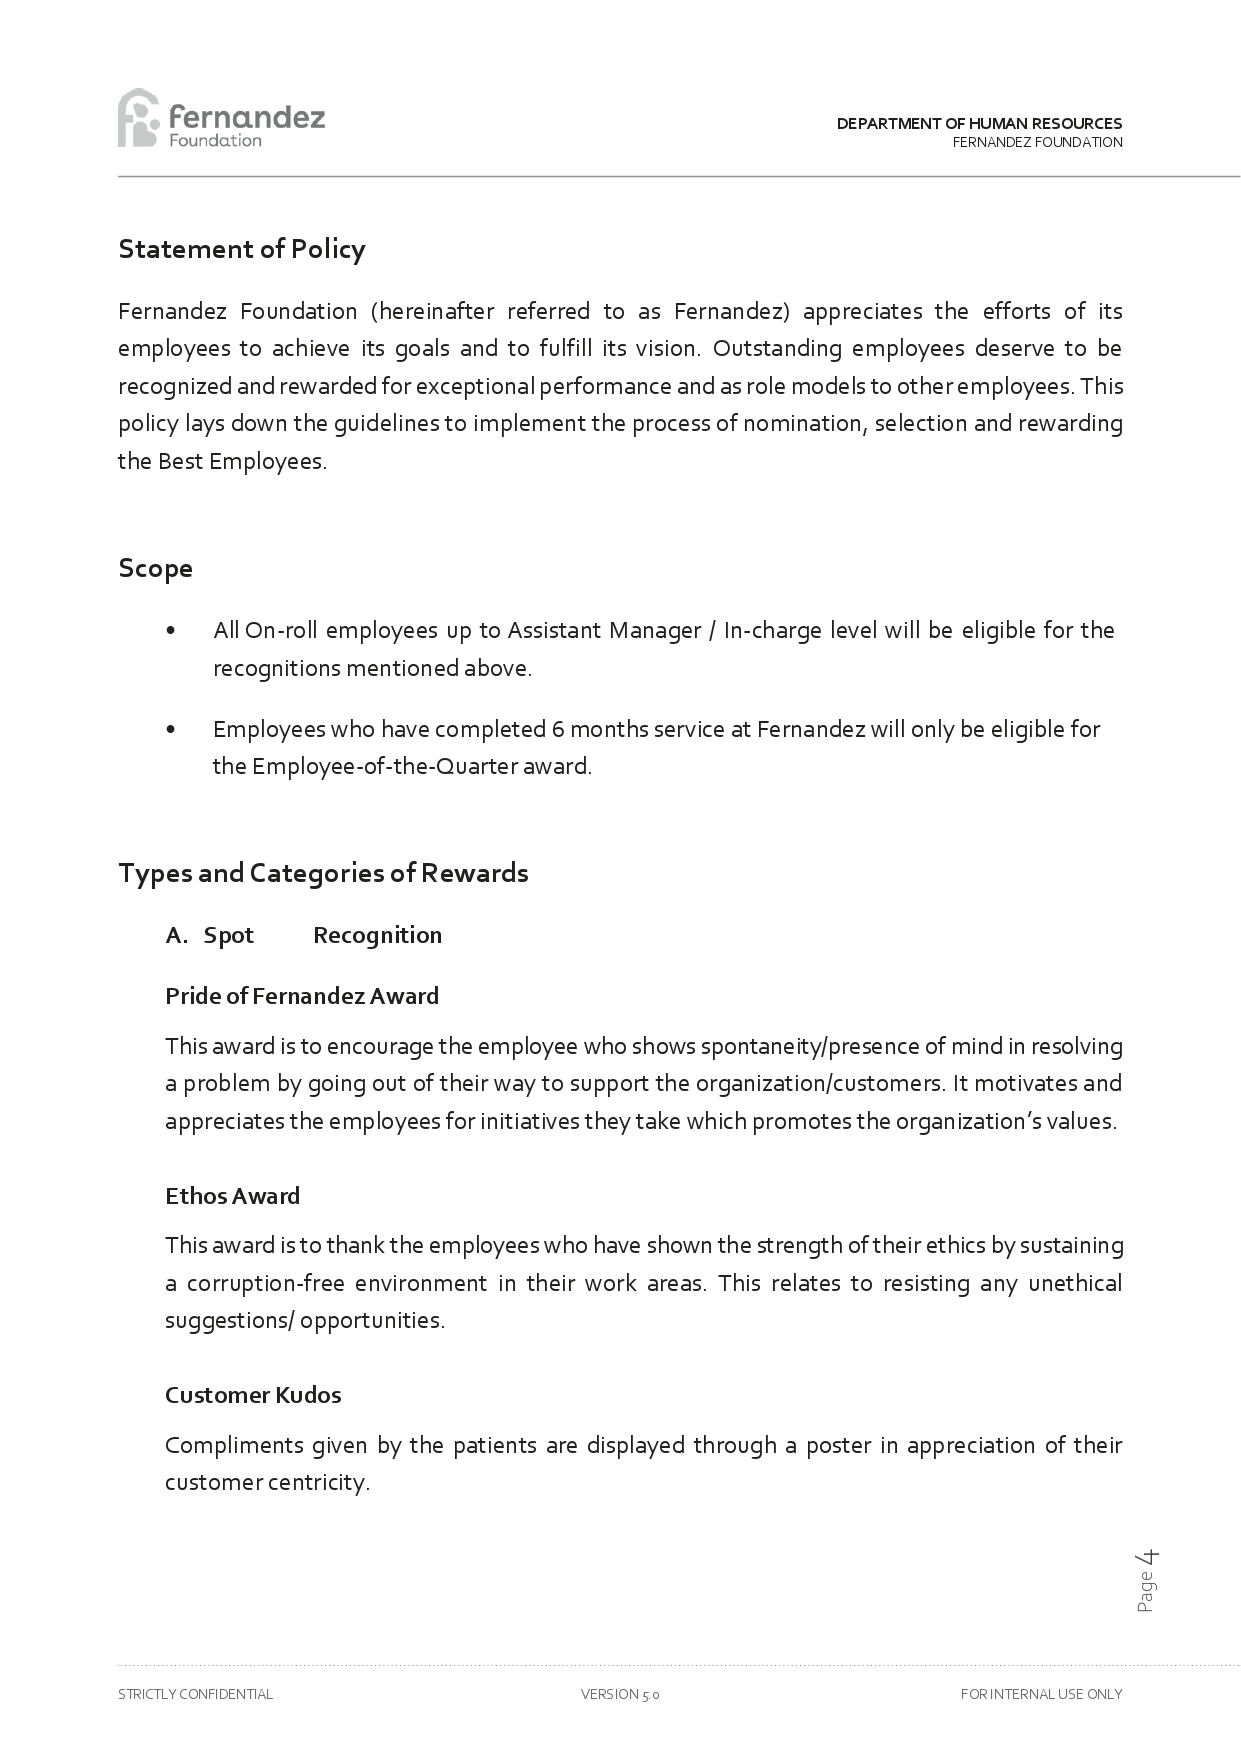 fernandez
Foundation
DEPARTMENT OF HUMAN RESOURCES
FERNANDEZ FOUNDATION
Statement of Policy
Fernandez Foundation (hereinafter referred to as Fernandez) appreciates the efforts of its
employees to achieve its goals and to fulfill its vision. Outstanding employees deserve to be
recognized and rewarded for exceptional performance and as role models to other employees. This
policy lays down the guidelines to implement the process of nomination, selection and rewarding
the Best Employees.
Scope
• All On-roll employees up to Assistant Manager / In-charge level will be eligible for the
recognitions mentioned above.
• Employees who have completed 6 months service at Fernandez will only be eligible for
the Employee-of-the-Quarter award.
Types and Categories of Rewards
A. Spot Recognition
Pride of Fernandez Award
This award is to encourage the employee who shows spontaneity/presence of mind in resolving
a problem by going out of their way to support the organization/customers. It motivates and
appreciates the employees for initiatives they take which promotes the organization’s values.
Ethos Award
This award is to thank the employees who have shown the strength of their ethics by sustaining
a corruption-free environment in their work areas. This relates to resisting any unethical
suggestions/ opportunities.
Customer Kudos
Compliments given by the patients are displayed through a poster in appreciation of their
customer centricity.
Page 4
STRICTLY CONFIDENTIAL
VERSION 5.0
FOR INTERNAL USE ONLY